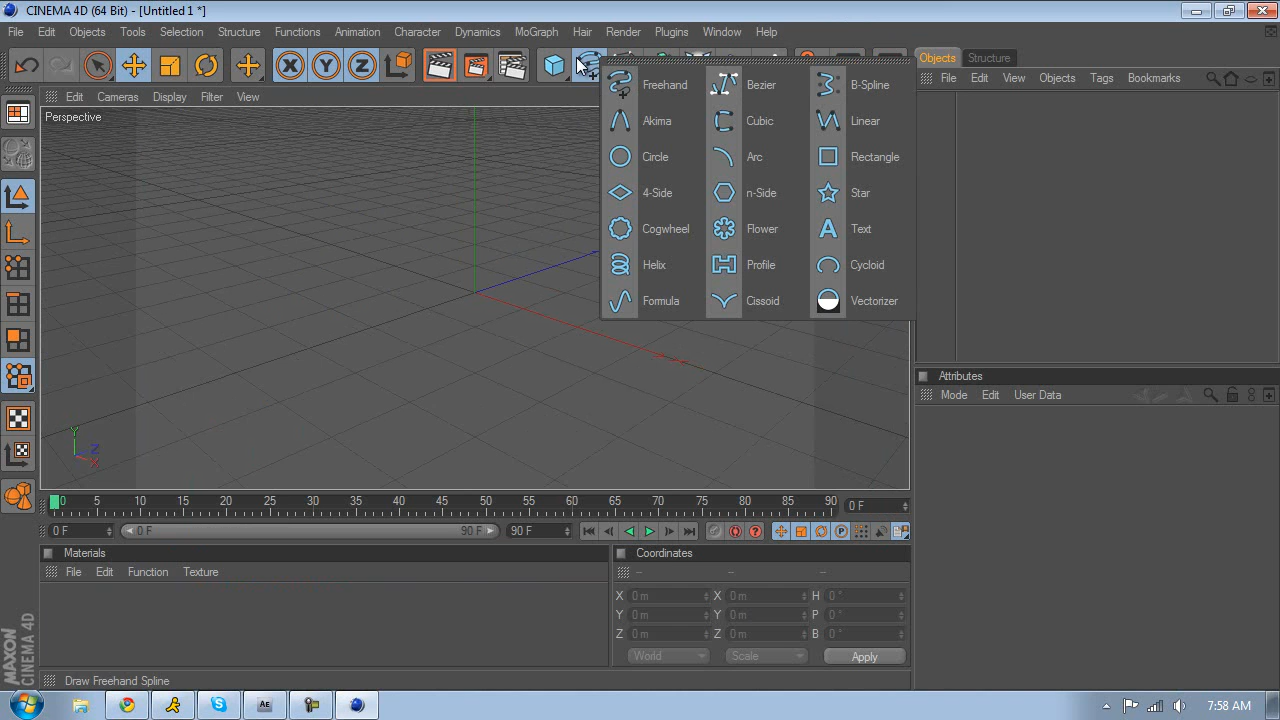 CINEMA 4D (64 Bit) - [Untitled 1 *]
File Edit Objects Tools Selection Structure Functions Animation Character Dynamics MoGraph Hair Render Plugins Window Help
X Y Z
Objects Structure
File Edit View Objects Tags Bookmarks
Edit Cameras Display Filter View
Perspective
Freehand Bezier B-Spline
Akima Cubic Linear
Circle Arc Rectangle
4-Side n-Side Star
Cogwheel Flower Text
Helix Profile Cycloid
Formula Cissoid Vectorizer
Attributes
Mode Edit User Data
Y
Z
X
0 5 10 15 20 25 30 35 40 45 50 55 60 65 70 75 80 85 90 0 F
0 F 0 F 90 F 90 F
Materials
File Edit Function Texture
Coordinates
-- -- --
X 0 m X 0 m H 0 °
Y 0 m Y 0 m P 0 °
Z 0 m Z 0 m B 0 °
World Scale Apply
MAXON
CINEMA 4D
Draw Freehand Spline
AE
7:58 AM